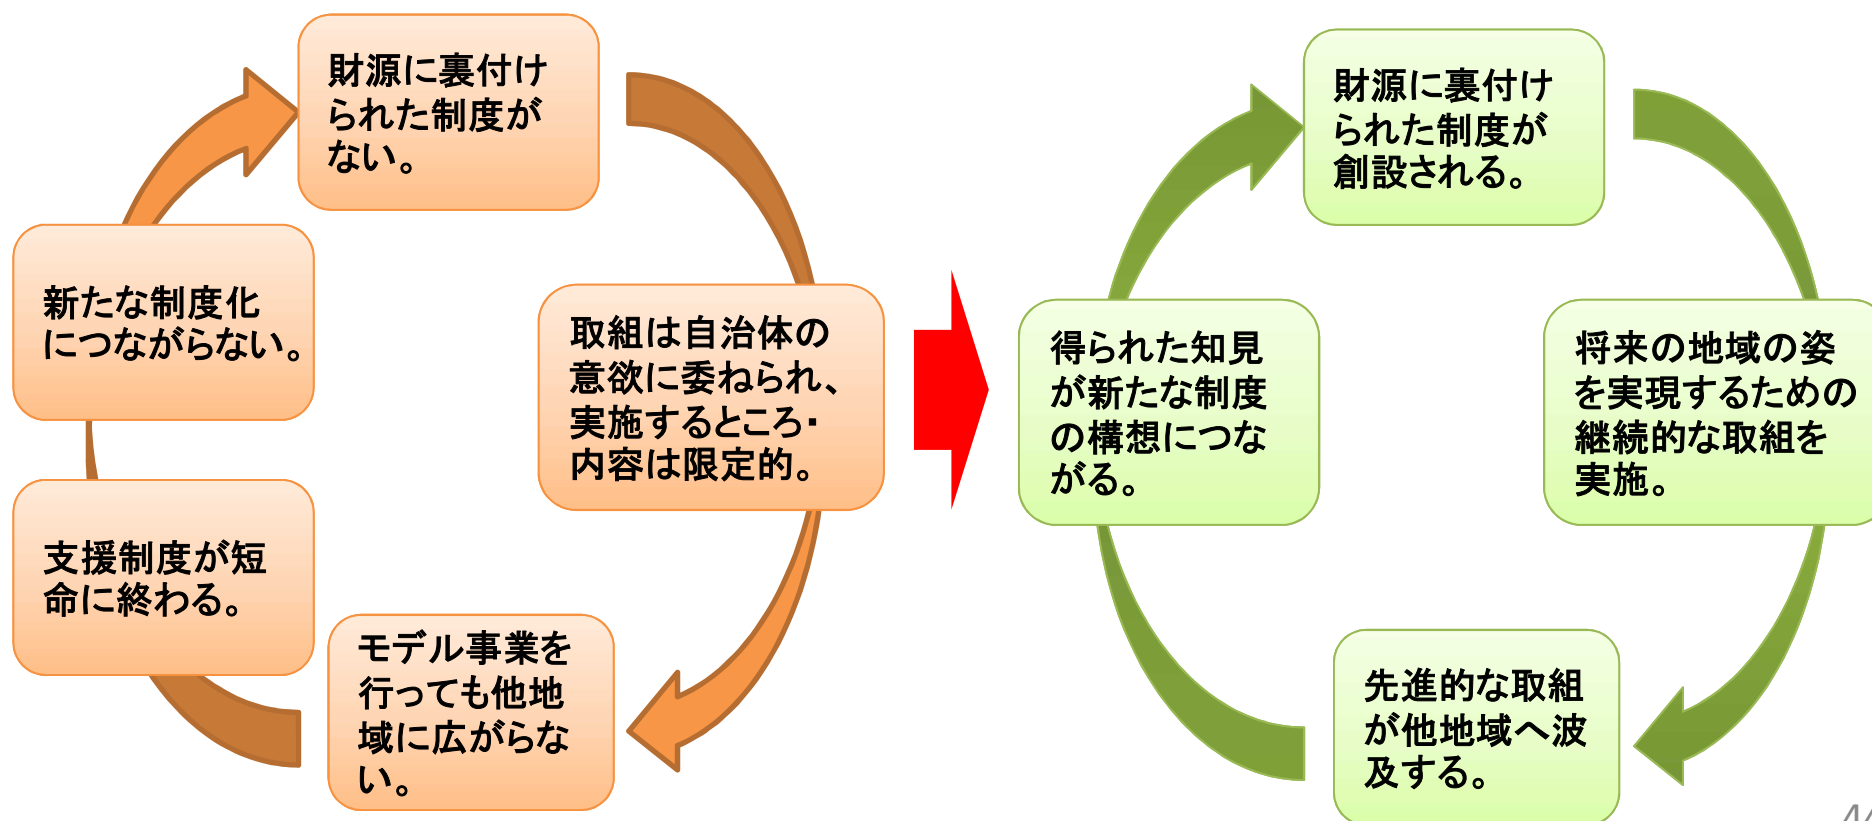 財源に裏付け
られた制度が
ない。
取組は自治体の
意欲に委ねられ、
実施するところ・
内容は限定的。
モデル事業を
行っても他地
域に広がらな
い。
支援制度が短
命に終わる。
新たな制度化
につながらない。
財源に裏付け
られた制度が
創設される。
将来の地域の姿
を実現するための
継続的な取組を
実施。
先進的な取組
が他地域へ波
及する。
得られた知見
が新たな制度
の構想につな
がる。